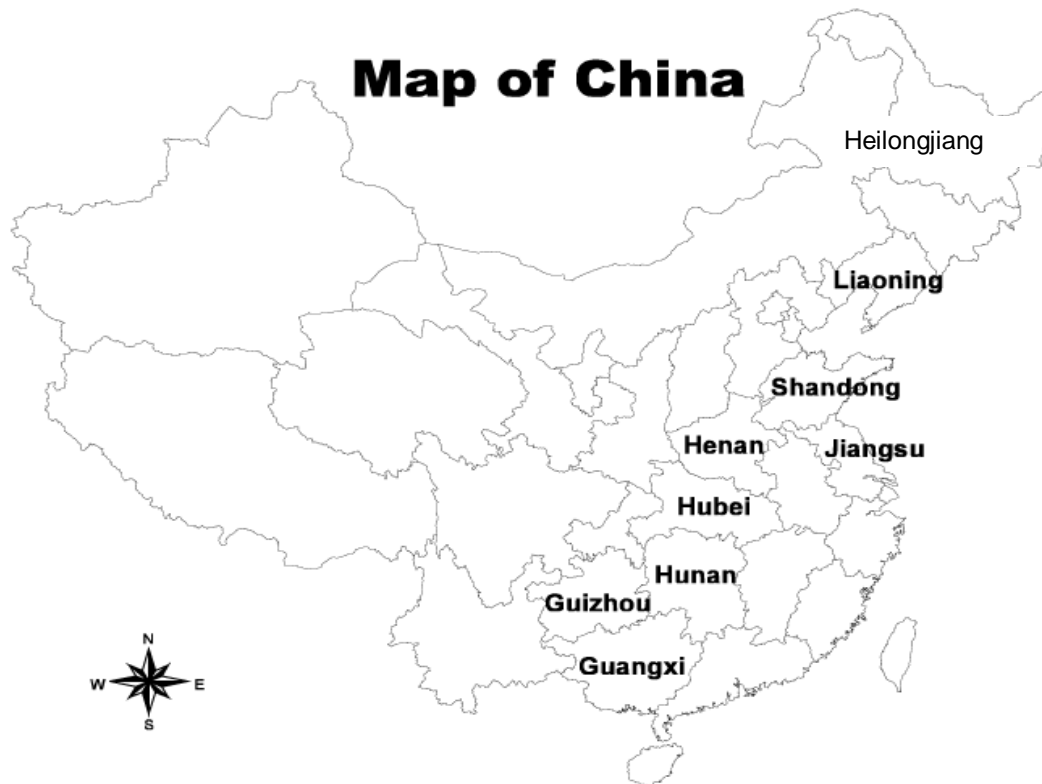 Map of China
Heilongjiang
Liaoning
Shandong
Henan
Jiangsu
Hubei
Hunan
Guizhou
Guangxi
N
W
E
S